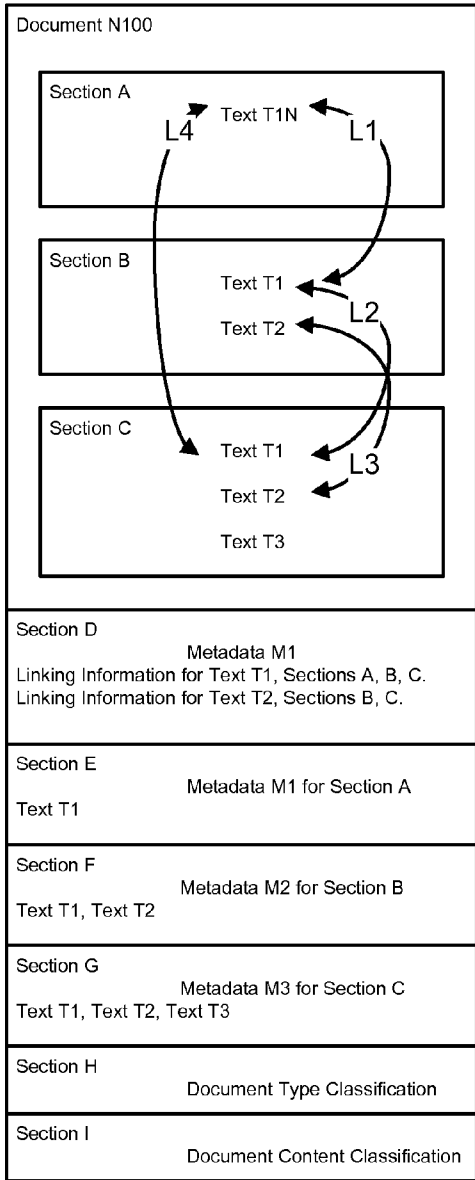 Document N100
Section A
Text T1N
L4
L1
Section B
Text T1
L2
Text T2
Section C
Text T1
L3
Text T2
Text T3
Section D
Metadata M1
Linking Information for Text T1, Sections A, B, C.
Linking Information for Text T2, Sections B, C.
Section E
Metadata M1 for Section A
Text T1
Section F
Metadata M2 for Section B
Text T1, Text T2
Section G
Metadata M3 for Section C
Text T1, Text T2, Text T3
Section H
Document Type Classification
Section I
Document Content Classification